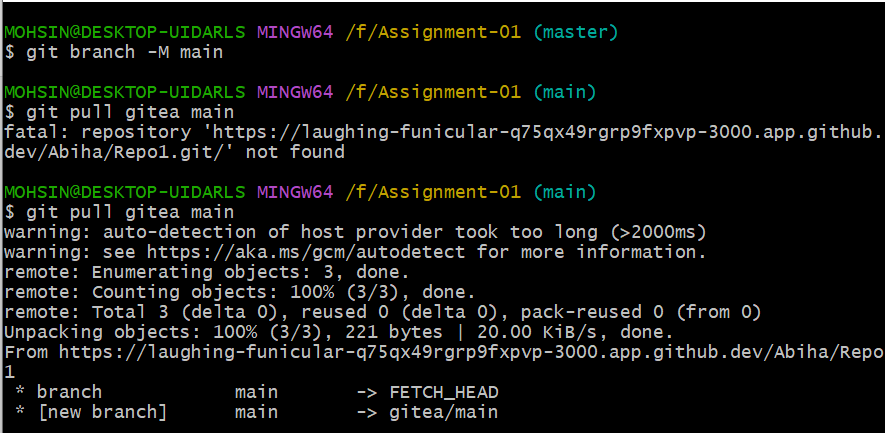 MOHSIN@DESKTOP-UIDARLS MINGW64 /f/Assignment-01 (master)
$ git branch -M main
MOHSIN@DESKTOP-UIDARLS MINGW64 /f/Assignment-01 (main)
$ git pull gitea main
fatal: repository 'https://laughing-funicular-q75qx49rgrp9fxpvp-3000.app.github.
dev/Abiha/Repo1.git/' not found
MOHSIN@DESKTOP-UIDARLS MINGW64 /f/Assignment-01 (main)
$ git pull gitea main
warning: auto-detection of host provider took too long (>2000ms)
warning: see https://aka.ms/gcm/autodetect for more information.
remote: Enumerating objects: 3, done.
remote: Counting objects: 100% (3/3), done.
remote: Total 3 (delta 0), reused 0 (delta 0), pack-reused 0 (from 0)
Unpacking objects: 100% (3/3), 221 bytes | 20.00 KiB/s, done.
From https://laughing-funicular-q75qx49rgrp9fxpvp-3000.app.github.dev/Abiha/Repo
1
 * branch            main       -> FETCH_HEAD
 * [new branch]      main       -> gitea/main